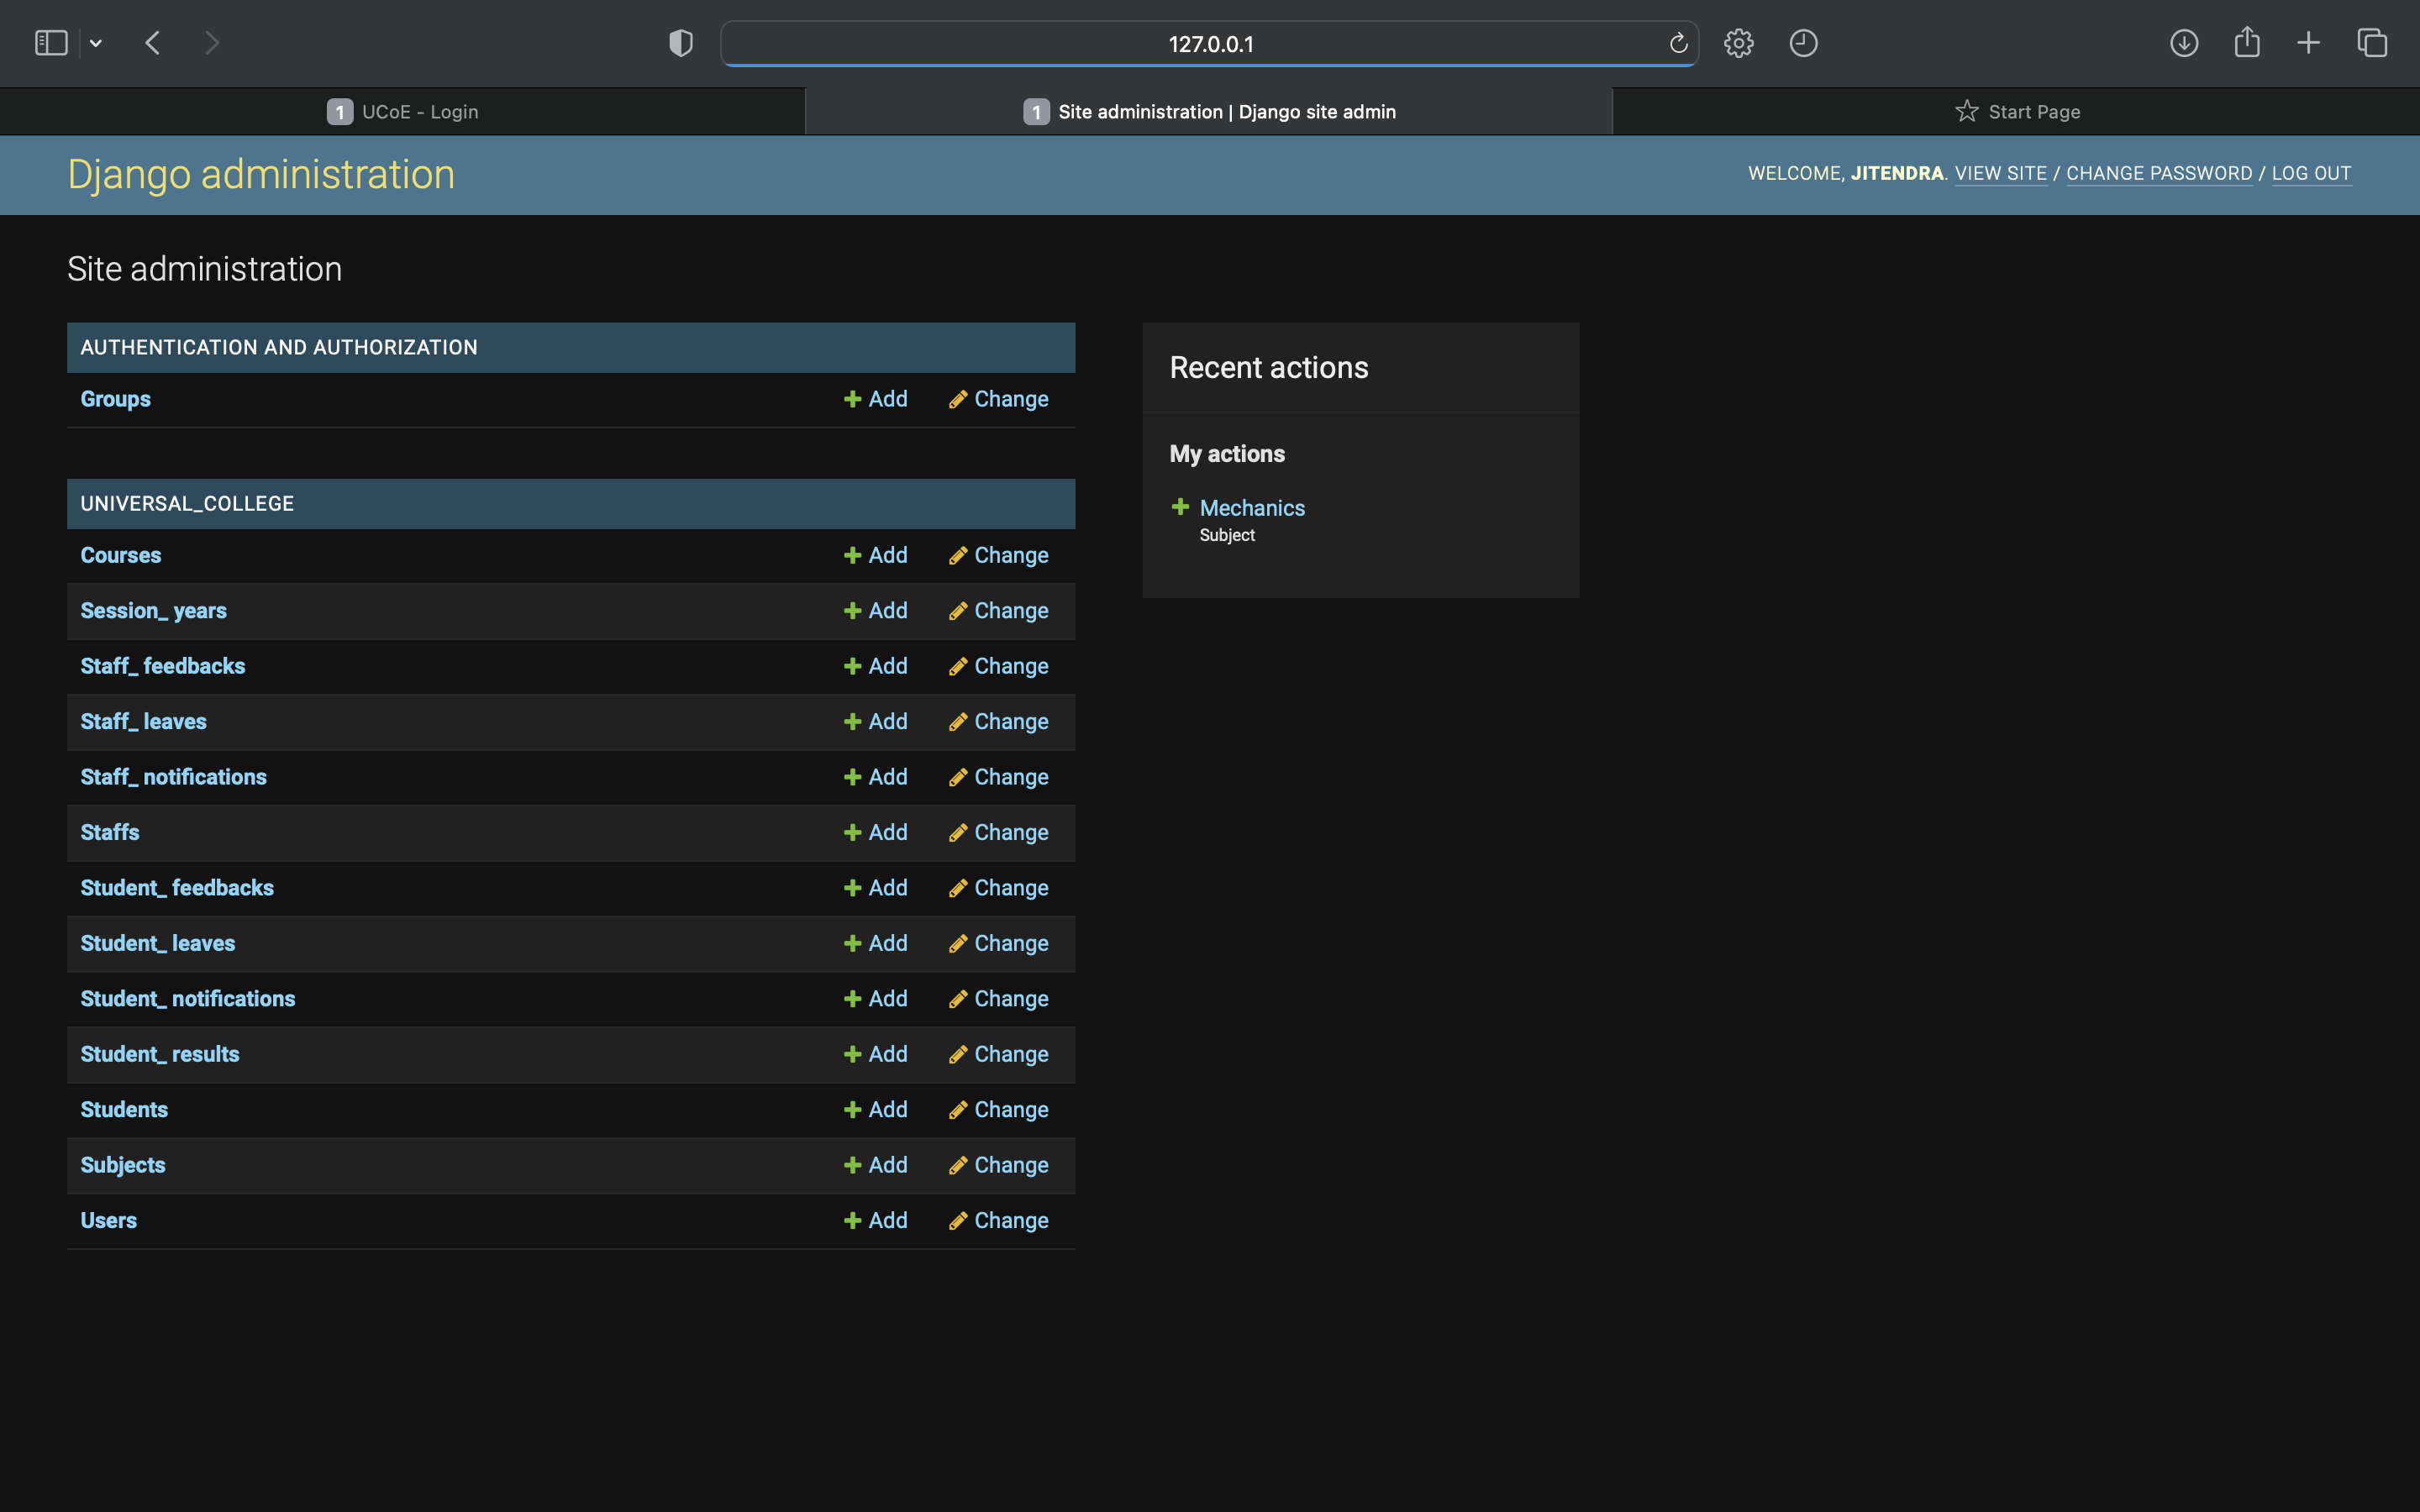 127.0.0.1
1 UCoE - Login
1 Site administration | Django site admin
Start Page
Django administration
WELCOME, JITENDRA. VIEW SITE / CHANGE PASSWORD / LOG OUT
Site administration
AUTHENTICATION AND AUTHORIZATION
Groups Add Change
UNIVERSAL_COLLEGE
Courses Add Change
Session_ years Add Change
Staff_ feedbacks Add Change
Staff_ leaves Add Change
Staff_ notifications Add Change
Staffs Add Change
Student_ feedbacks Add Change
Student_ leaves Add Change
Student_ notifications Add Change
Student_ results Add Change
Students Add Change
Subjects Add Change
Users Add Change
Recent actions
My actions
Mechanics
Subject